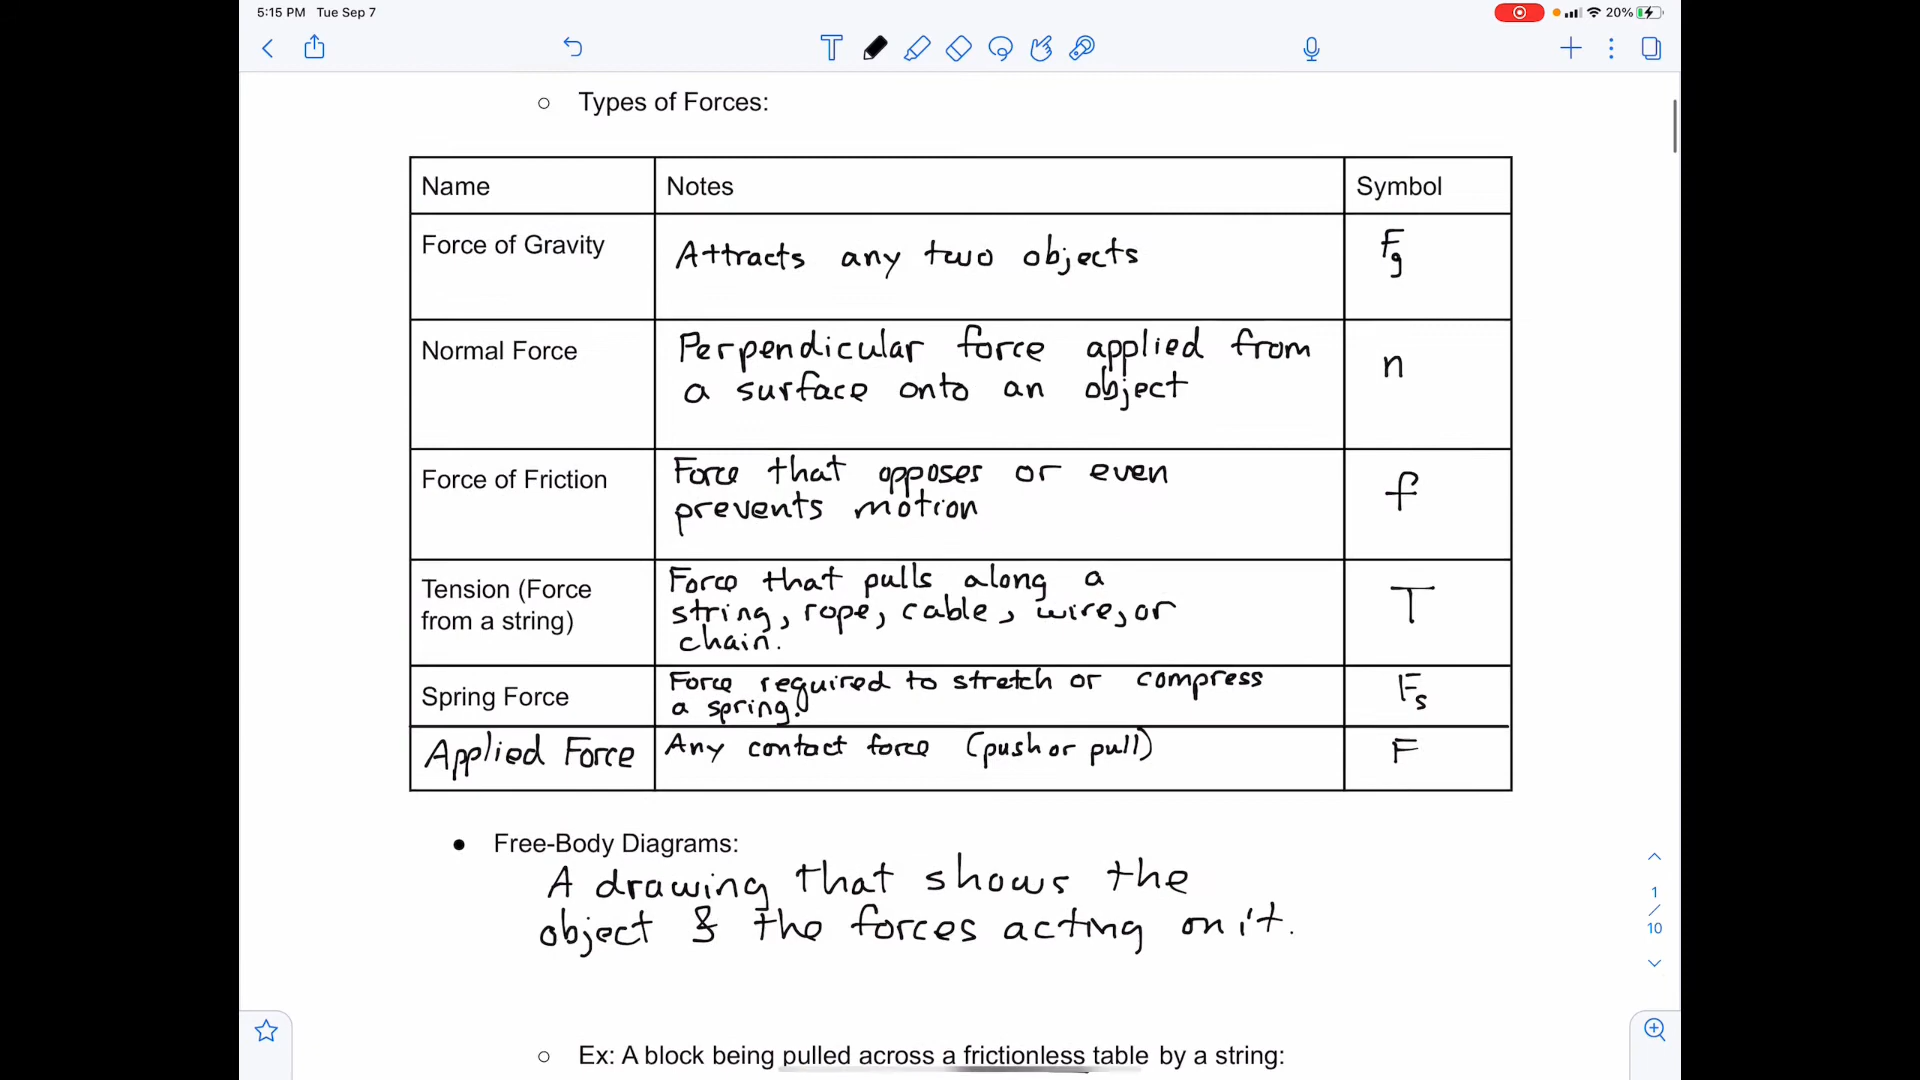 5:15 PM Tue Sep 7
20%
Types of Forces:
Name Notes Symbol
Force of Gravity Attracts any two objects Fg
Normal Force Perpendicular force applied from
a surface onto an object n
Force of Friction Force that opposes or even
prevents motion f
Tension (Force Force that pulls along a
from a string) string, rope, cable, wire, or
chain. T
Spring Force Force required to stretch or compress
a spring. Fs
Applied Force Any contact force (push or pull) F
Free-Body Diagrams:
A drawing that shows the
object & the forces acting on it.
Ex: A block being pulled across a frictionless table by a string:
1
/
10